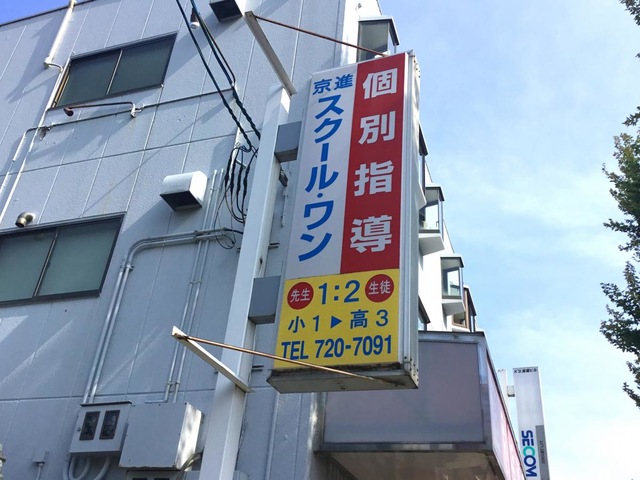 個別指導
京進
スクール・ワン
先生 1:2 生徒
小1▶高3
TEL 720-7091
SECOM